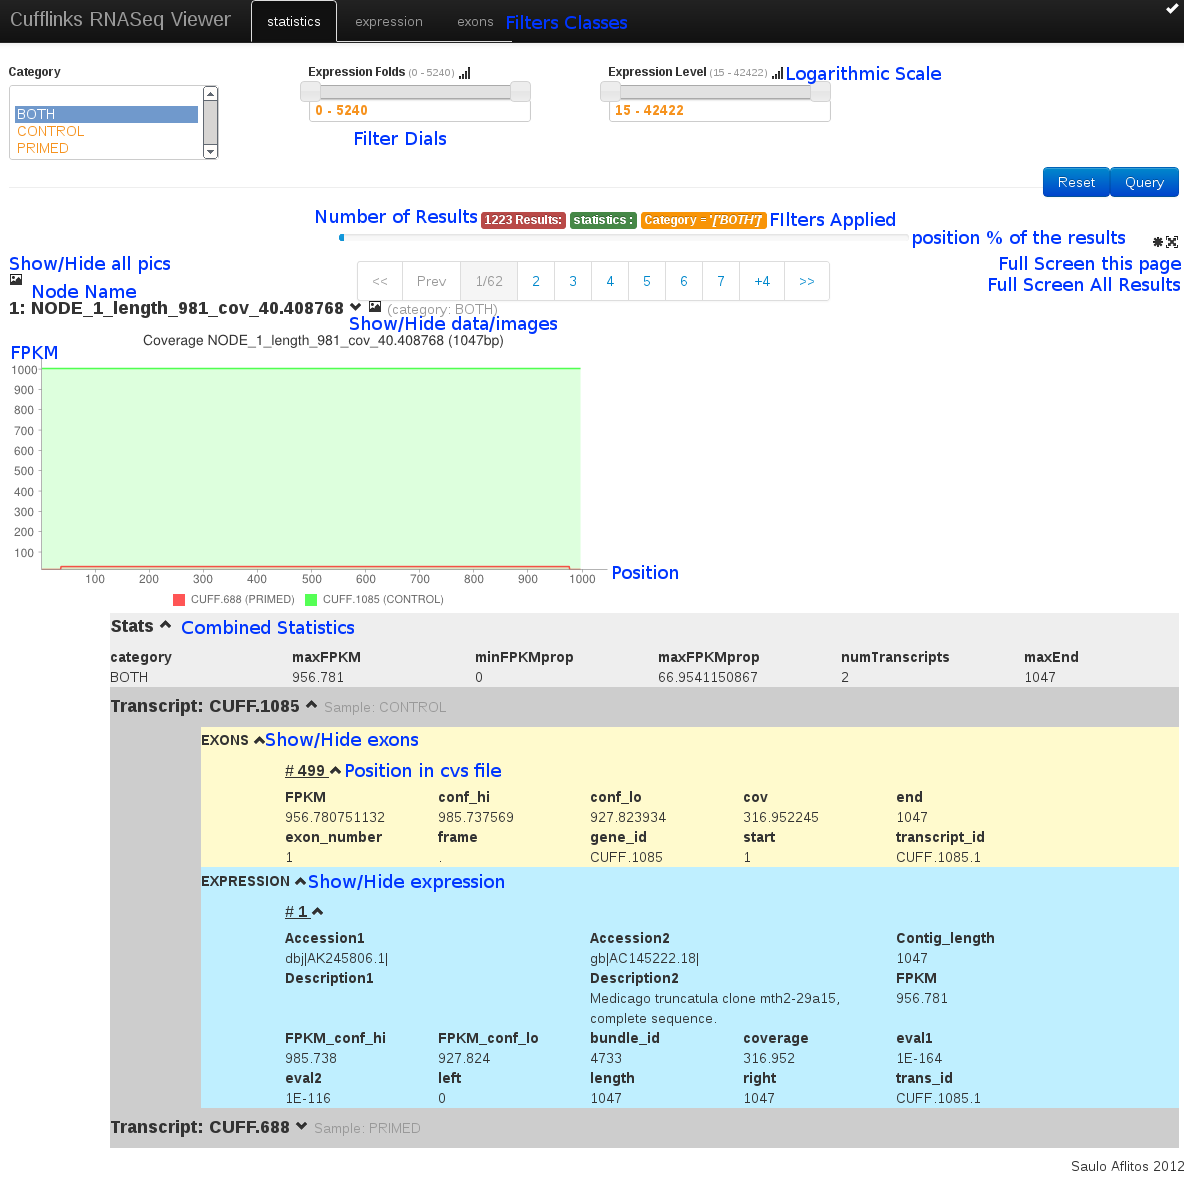 Cufflinks RNASeq Viewer statistics expression exons Filters Classes
Category Expression Folds (0 - 5240) Expression Level (15 - 42422) Logarithmic Scale
BOTH 0 - 5240 15 - 42422
CONTROL
PRIMED
Filter Dials
Reset Query
Number of Results 1223 Results: statistics : Category = '['BOTH']' FIlters Applied
position % of the results
Show/Hide all pics Full Screen this page
<< Prev 1/62 2 3 4 5 6 7 +4 >>
Full Screen All Results
Node Name
1: NODE_1_length_981_cov_40.408768 (category: BOTH)
Show/Hide data/images
Coverage NODE_1_length_981_cov_40.408768 (1047bp)
FPKM
1000
900
800
700
600
500
400
300
200
100
100 200 300 400 500 600 700 800 900 1000 Position
CUFF.688 (PRIMED) CUFF.1085 (CONTROL)
Stats Combined Statistics
category maxFPKM minFPKMprop maxFPKMprop numTranscripts maxEnd
BOTH 956.781 0 66.9541150867 2 1047
Transcript: CUFF.1085 Sample: CONTROL
EXONS Show/Hide exons
# 499 Position in cvs file
FPKM conf_hi conf_lo cov end
956.780751132 985.737569 927.823934 316.952245 1047
exon_number frame gene_id start transcript_id
1 . CUFF.1085 1 CUFF.1085.1
EXPRESSION Show/Hide expression
# 1
Accession1 Accession2 Contig_length
dbj|AK245806.1| gb|AC145222.18| 1047
Description1 Description2 FPKM
Medicago truncatula clone mth2-29a15, 956.781
complete sequence.
FPKM_conf_hi FPKM_conf_lo bundle_id coverage eval1
985.738 927.824 4733 316.952 1E-164
eval2 left length right trans_id
1E-116 0 1047 1047 CUFF.1085.1
Transcript: CUFF.688 Sample: PRIMED
Saulo Aflitos 2012